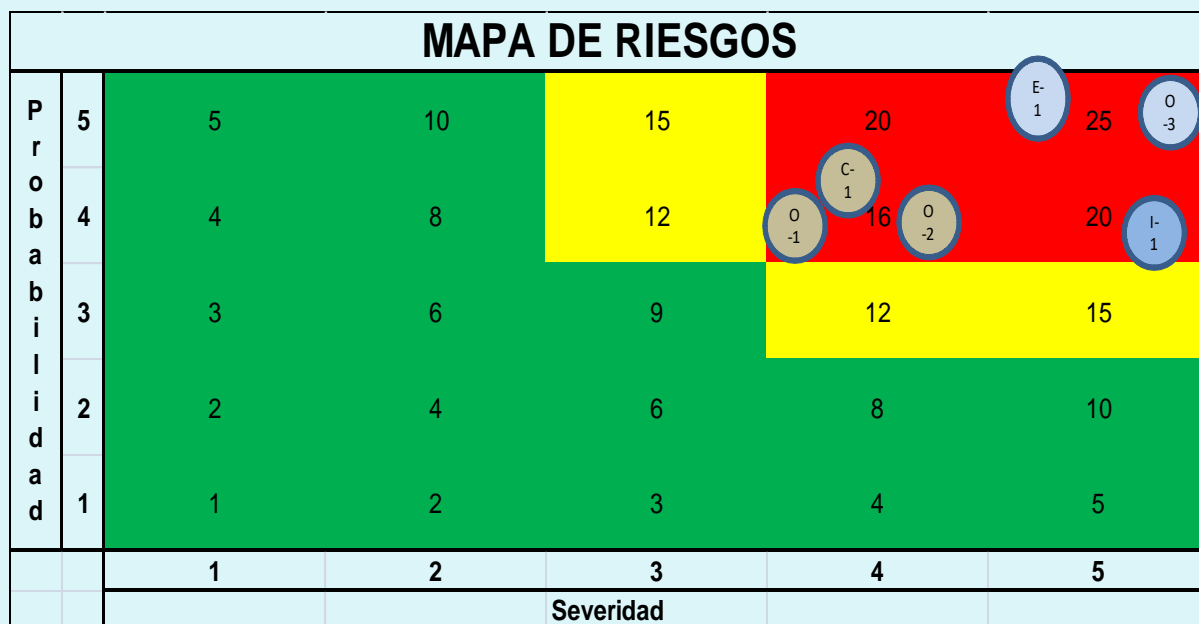 MAPA DE RIESGOS
Probabilidad
5 5 10 15 20 25
E-1
O-3
4 4 8 12 16 20
C-1
O-1
O-2
I-1
3 3 6 9 12 15
2 2 4 6 8 10
1 1 2 3 4 5
1 2 3 4 5
Severidad